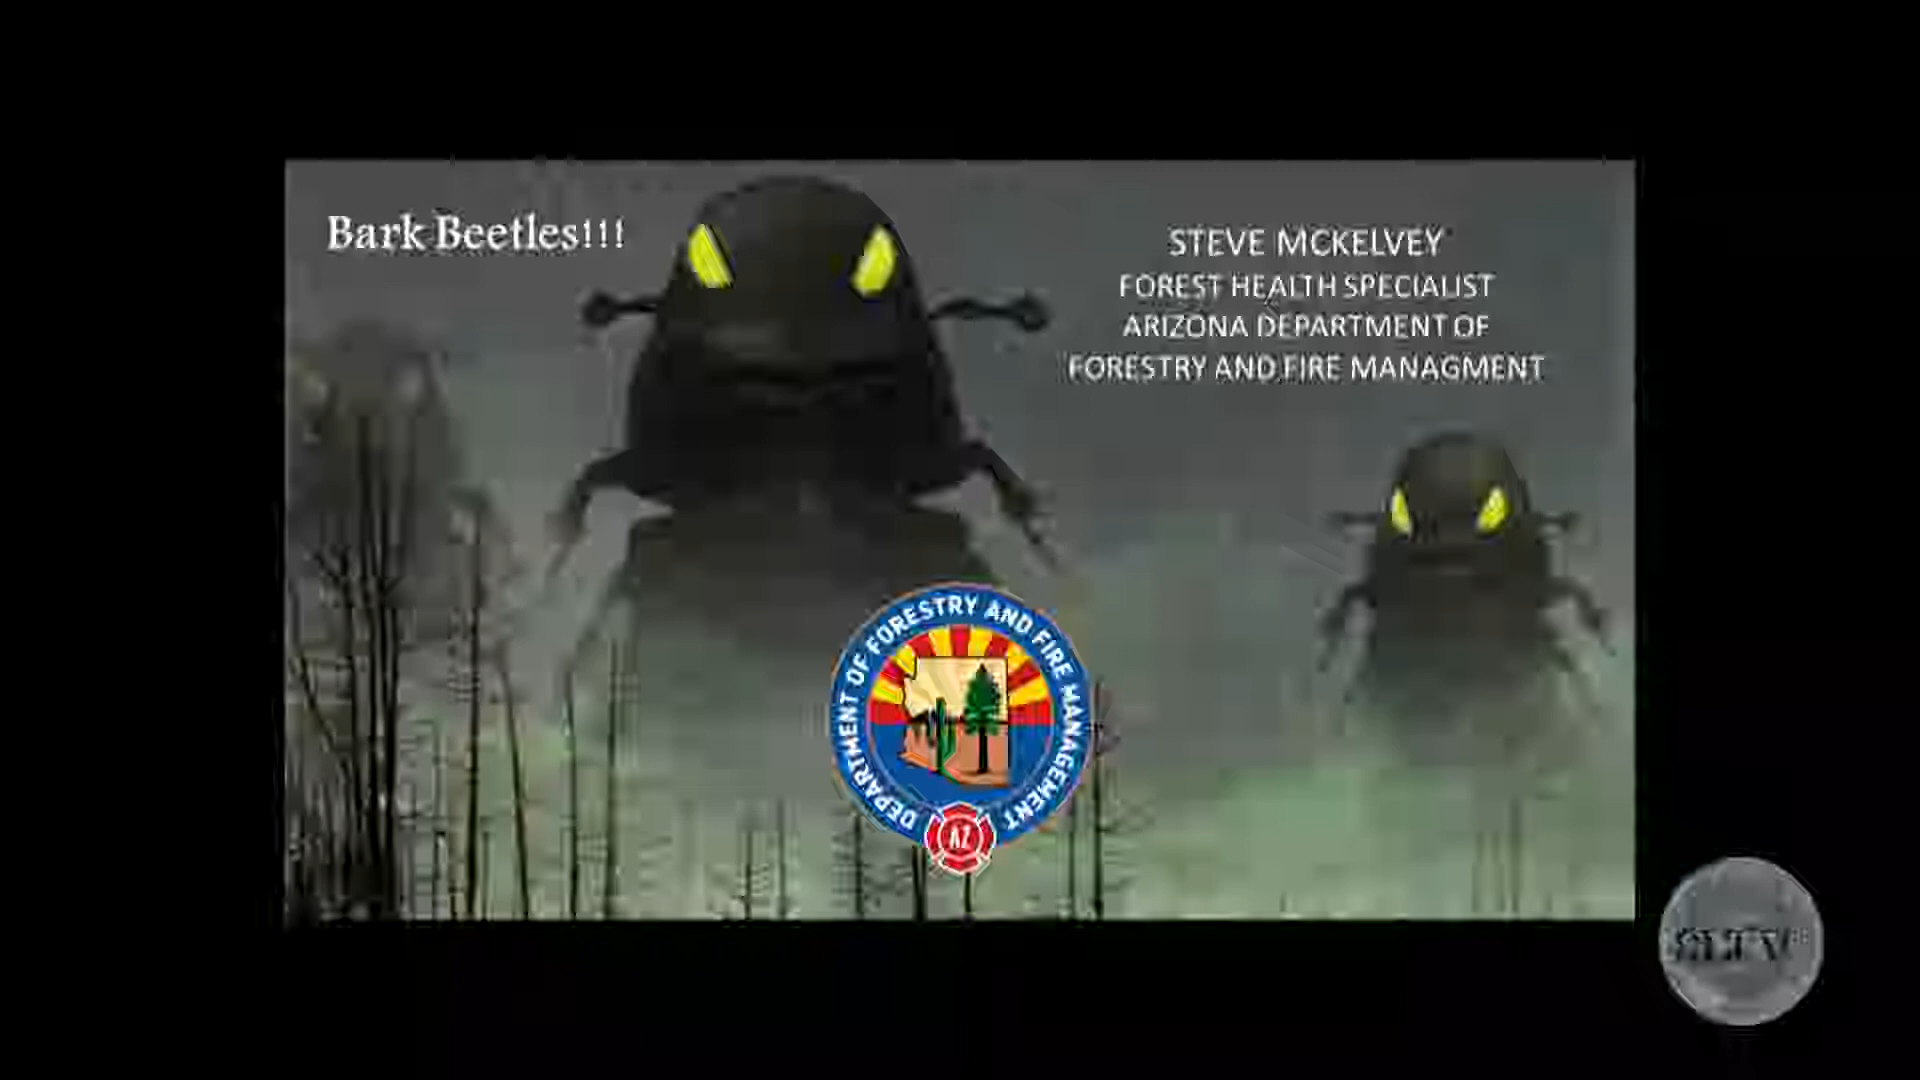 Bark Beetles!!!
STEVE MCKELVEY
FOREST HEALTH SPECIALIST
ARIZONA DEPARTMENT OF
FORESTRY AND FIRE MANAGMENT
DEPARTMENT OF FORESTRY AND FIRE MANAGEMENT
AZ